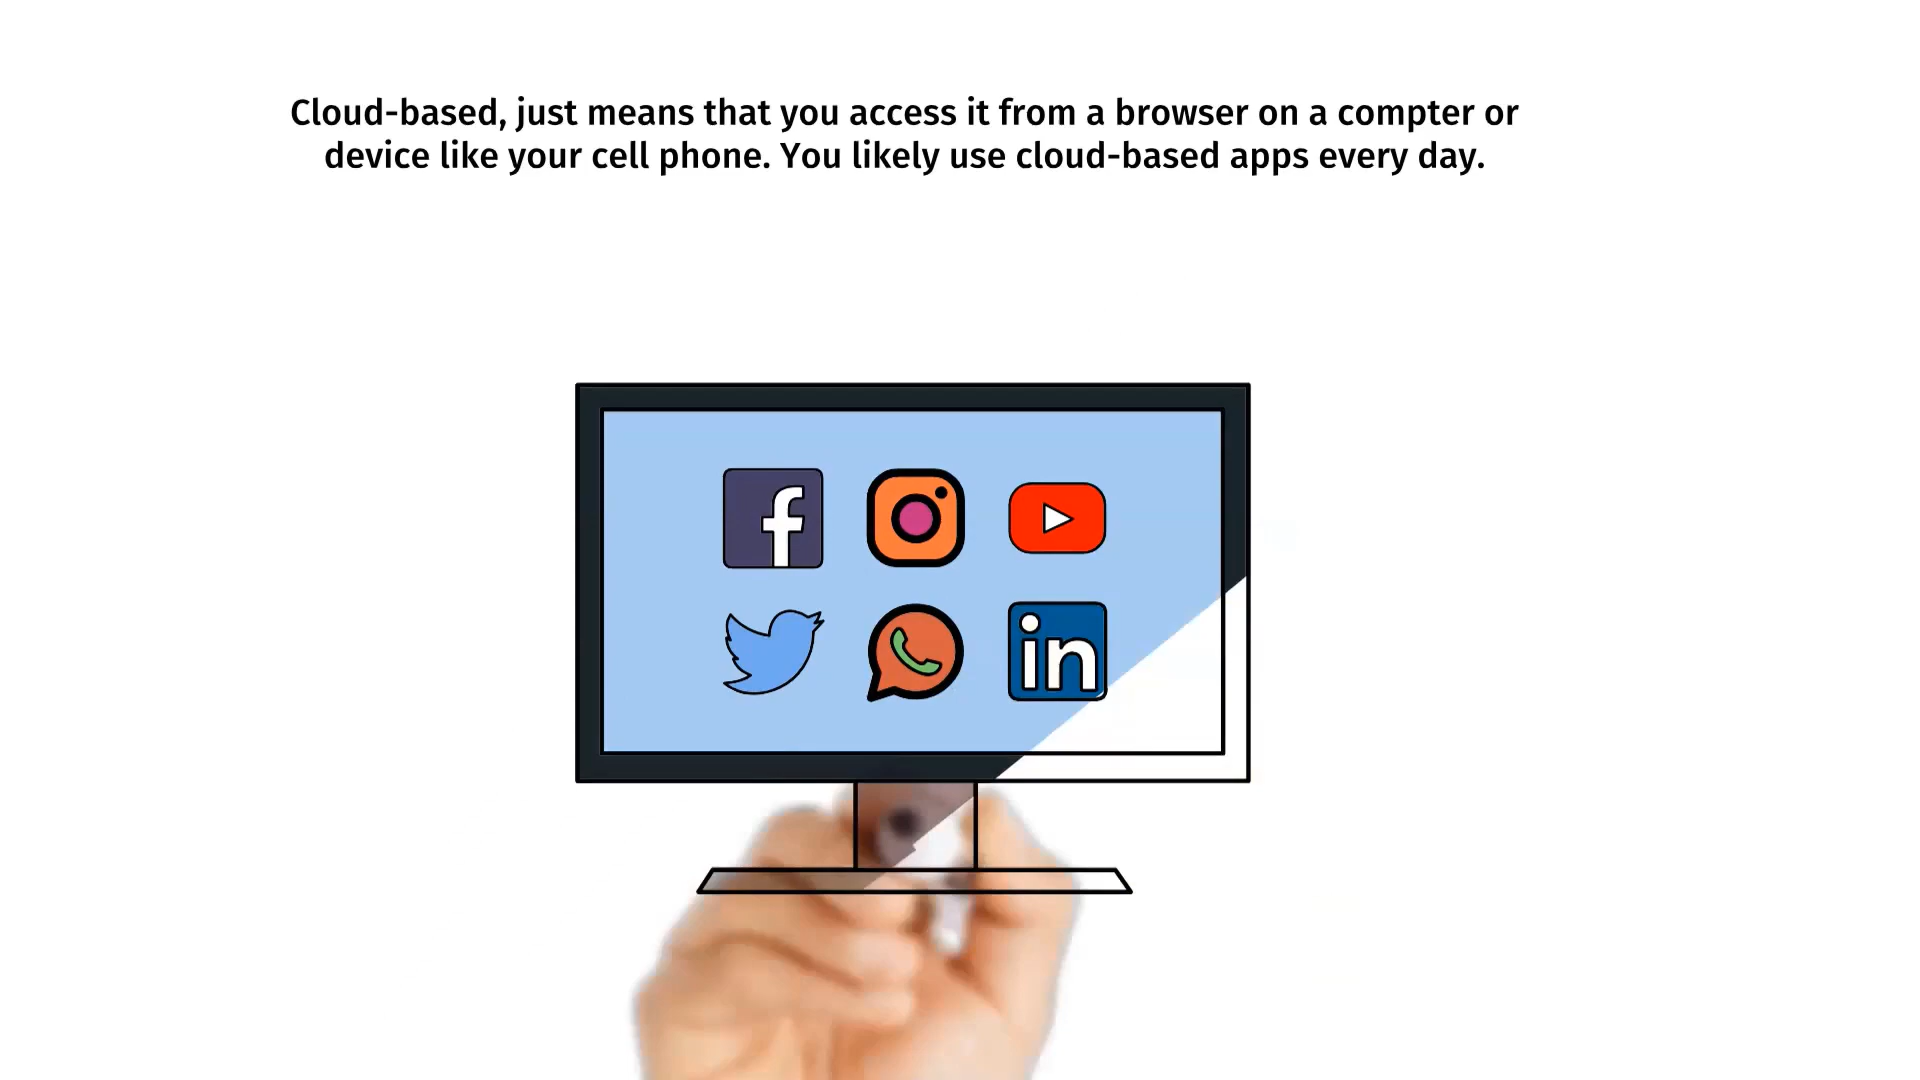 Cloud-based, just means that you access it from a browser on a compter or
device like your cell phone. You likely use cloud-based apps every day.
f
in